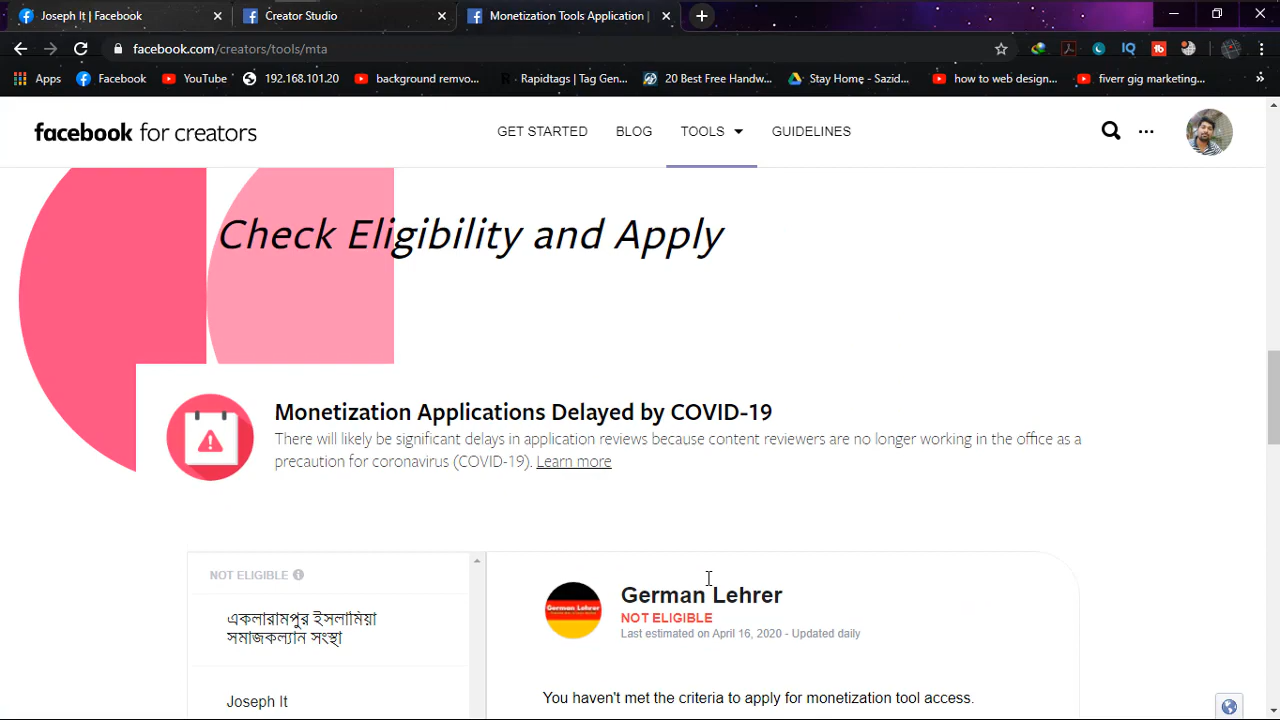 Joseph It | Facebook
Creator Studio
Monetization Tools Application |
facebook.com/creators/tools/mta
Apps
Facebook
YouTube
192.168.101.20
background remvo...
Rapidtags | Tag Gen...
20 Best Free Handw...
Stay Home - Sazid...
how to web design...
fiverr gig marketing...
facebook for creators
GET STARTED
BLOG
TOOLS
GUIDELINES
Check Eligibility and Apply
Monetization Applications Delayed by COVID-19
There will likely be significant delays in application reviews because content reviewers are no longer working in the office as a
precaution for coronavirus (COVID-19). Learn more
NOT ELIGIBLE
একলারামপুর ইসলামিয়া
সমাজকল্যান সংস্থা
Joseph It
German Lehrer
German Lehrer
NOT ELIGIBLE
Last estimated on April 16, 2020 - Updated daily
You haven't met the criteria to apply for monetization tool access.